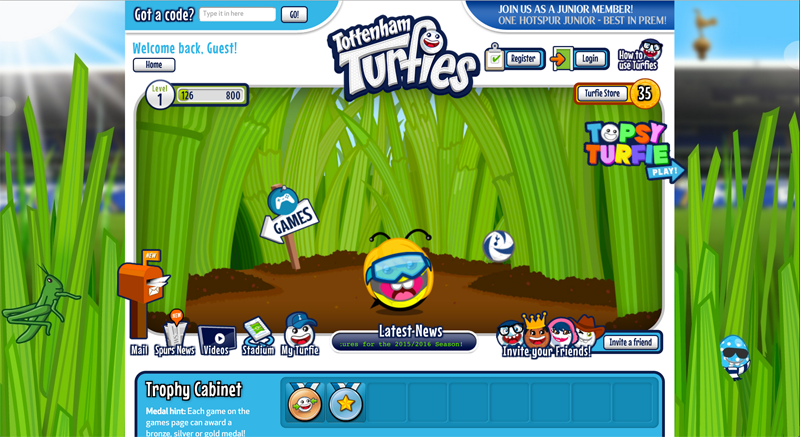 Got a code?
Type it in here
GO!
Tottenham
Turfies
JOIN US AS A JUNIOR MEMBER!
ONE HOTSPUR JUNIOR - BEST IN PREM!
Welcome back, Guest!
Home
Register
Login
How to
use Turfies
Level
1
126
800
Turfie Store
35
TOPSY
TURFIE
PLAY!
GAMES
NEW
NEW
Mail
Spurs News
Videos
Stadium
My Turfie
Latest News
ures for the 2015/2016 Season!
Invite your Friends!
Invite a friend
Trophy Cabinet
Medal hint: Each game on the
games page can award a
bronze, silver or gold medal!